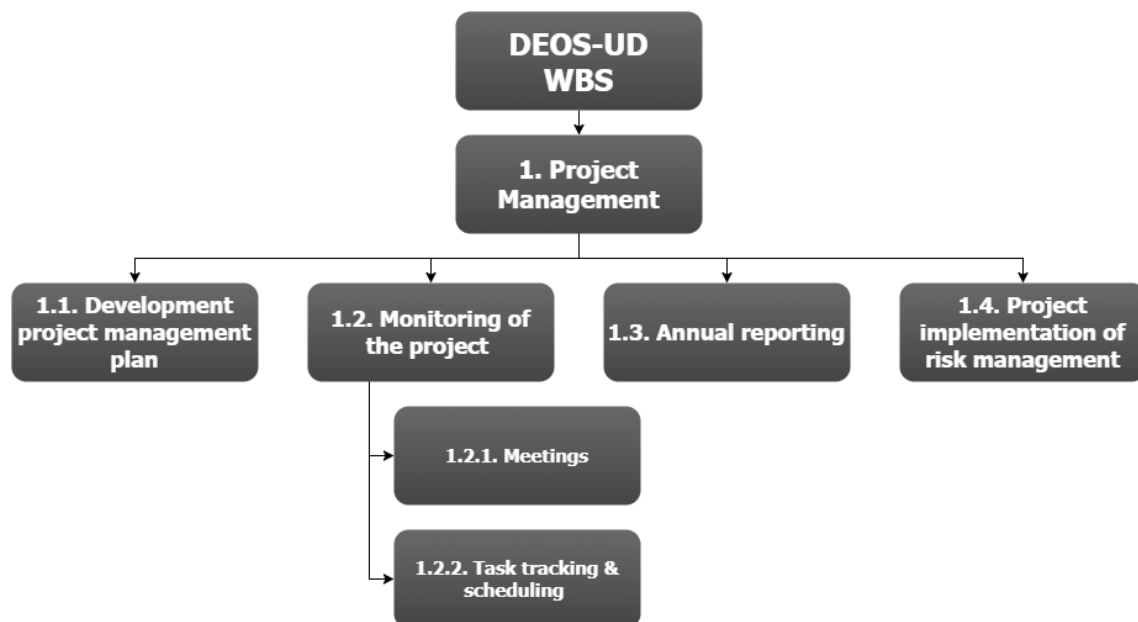 DEOS-UD
WBS
1. Project
Management
1.1. Development
project management
plan
1.2. Monitoring of
the project
1.3. Annual reporting
1.4. Project
implementation of
risk management
1.2.1. Meetings
1.2.2. Task tracking &
scheduling